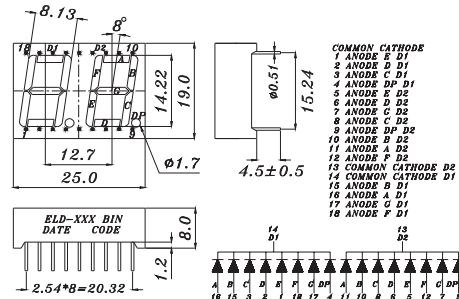 8.13
8°
18 D1 D2 10
A
F B
G
E C
D DP
1 9
14.22
19.0
12.7
25.0
ø1.7
ø0.51
15.24
4.5±0.5
COMMON CATHODE
1 ANODE E D1
2 ANODE D D1
3 ANODE C D1
4 ANODE DP D1
5 ANODE E D2
6 ANODE D D2
7 ANODE G D2
8 ANODE C D2
9 ANODE DP D2
10 ANODE B D2
11 ANODE A D2
12 ANODE F D2
13 COMMON CATHODE D2
14 COMMON CATHODE D1
15 ANODE B D1
16 ANODE A D1
17 ANODE G D1
18 ANODE F D1
ELD-XXX BIN
DATE CODE
8.0
1.2
2.54*8=20.32
14
D1
13
D2
A B C D E F G DP
16 15 3 2 1 18 17 4
A B C D E F G DP
11 10 8 6 5 12 7